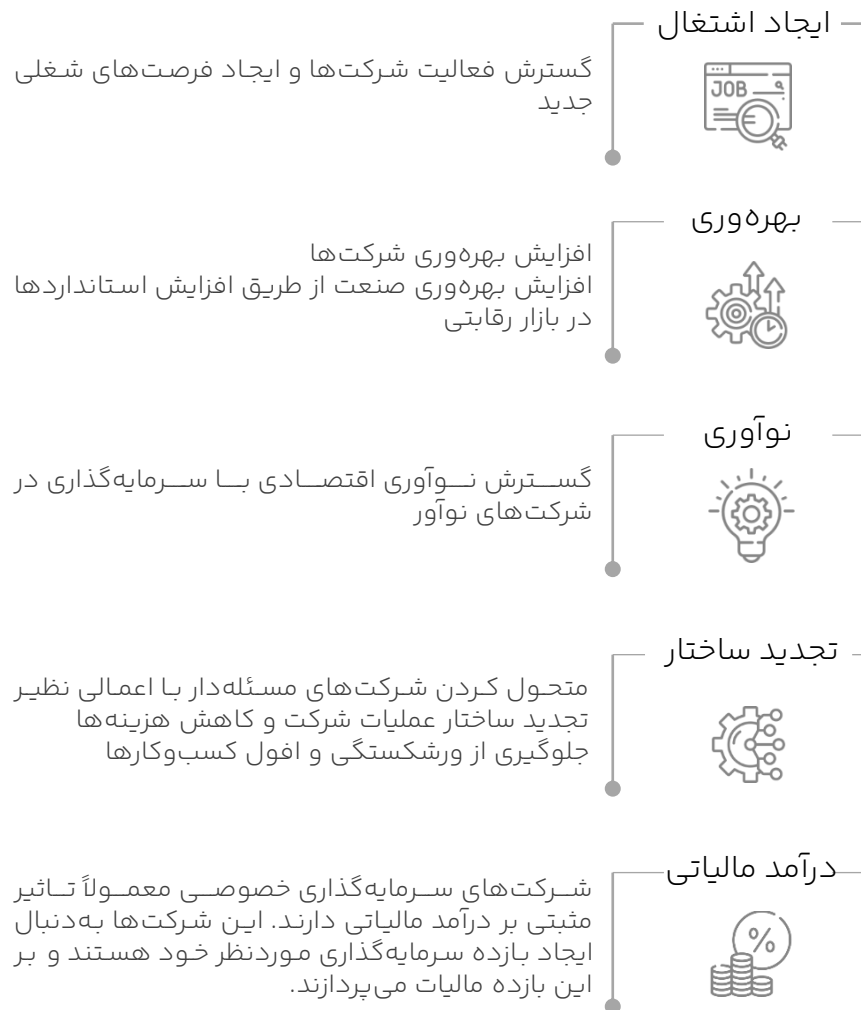 ایجاد اشتغال
JOB
گسترش فعالیت شرکت‌ها و ایجاد فرصت‌های شغلی
جدید
بهره‌وری
افزایش بهره‌وری شرکت‌ها
افزایش بهره‌وری صنعت از طریق افزایش استانداردها
در بازار رقابتی
نوآوری
گسترش نوآوری اقتصادی با سرمایه‌گذاری در
شرکت‌های نوآور
تجدید ساختار
متحول کردن شرکت‌های مسئله‌دار با اعمالی نظیر
تجدید ساختار عملیات شرکت و کاهش هزینه‌ها
جلوگیری از ورشکستگی و افول کسب‌وکارها
درآمد مالیاتی
%
شرکت‌های سرمایه‌گذاری خصوصی معمولاً تاثیر
مثبتی بر درآمد مالیاتی دارند. این شرکت‌ها به‌دنبال
ایجاد بازده سرمایه‌گذاری موردنظر خود هستند و بر
این بازده مالیات می‌پردازند.